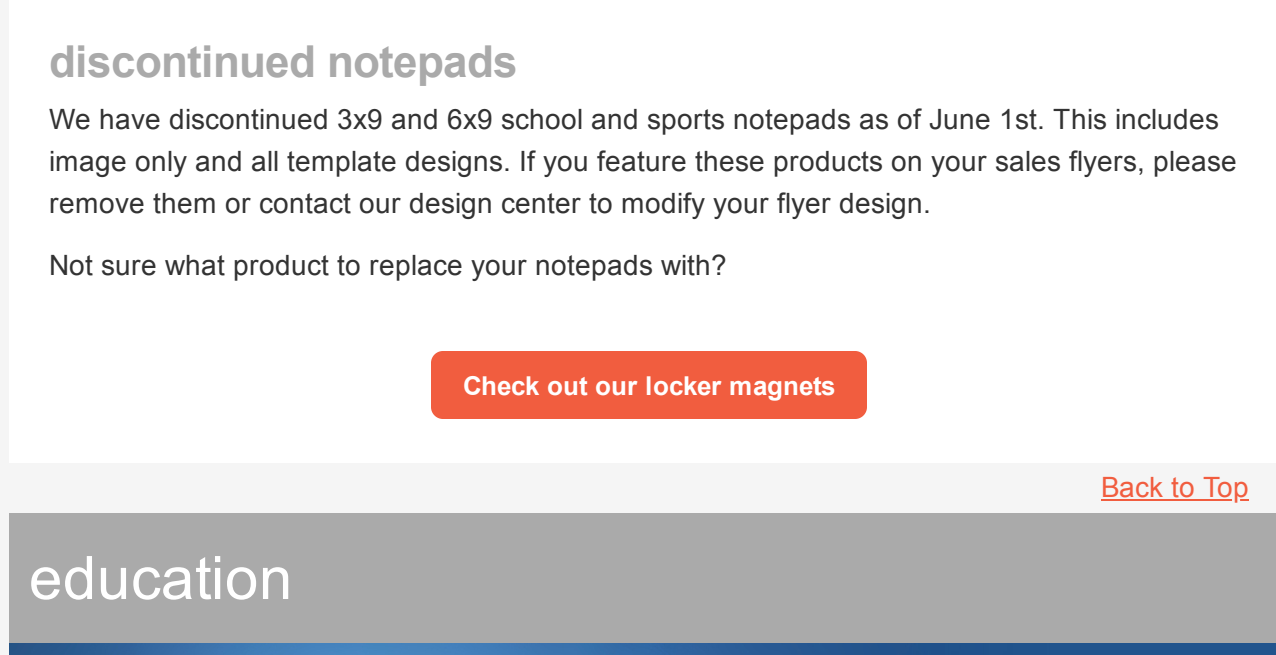 discontinued notepads
We have discontinued 3x9 and 6x9 school and sports notepads as of June 1st. This includes
image only and all template designs. If you feature these products on your sales flyers, please
remove them or contact our design center to modify your flyer design.
Not sure what product to replace your notepads with?
Check out our locker magnets
Back to Top
education